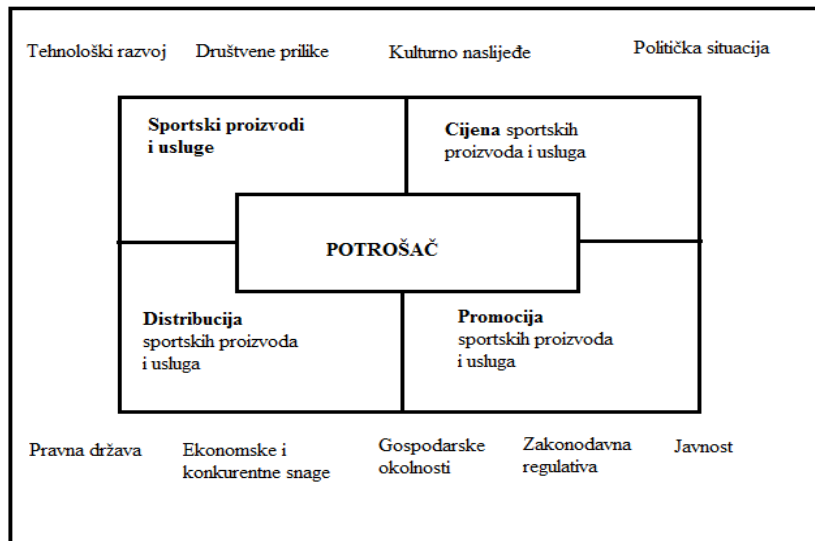 Tehnološki razvoj
Društvene prilike
Kulturno naslijeđe
Politička situacija
Sportski proizvodi
i usluge
Cijena sportskih
proizvoda i usluga
POTROŠAČ
Distribucija
sportskih proizvoda
i usluga
Promocija
sportskih proizvoda
i usluga
Pravna država
Ekonomske i
konkurentne snage
Gospodarske
okolnosti
Zakonodavna
regulativa
Javnost